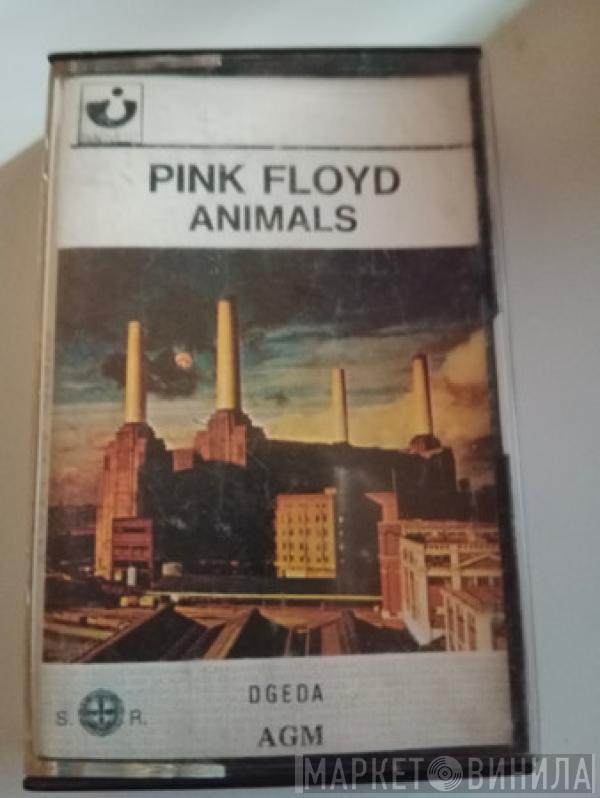 PINK FLOYD
ANIMALS
DGEDA
S. R.
AGM
МАРКЕТ ВИНИЛА